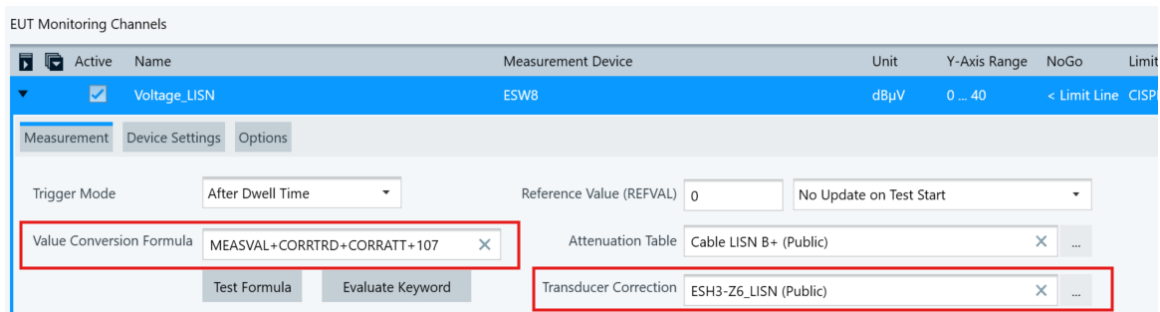 EUT Monitoring Channels
Active Name Measurement Device Unit Y-Axis Range NoGo Limit
Voltage_LISN ESW8 dBµV 0 ... 40 < Limit Line CISP
Measurement Device Settings Options
Trigger Mode After Dwell Time Reference Value (REFVAL) 0 No Update on Test Start
Value Conversion Formula MEASVAL+CORRTRD+CORRATT+107 Attenuation Table Cable LISN B+ (Public) ...
Test Formula Evaluate Keyword Transducer Correction ESH3-Z6_LISN (Public) ...